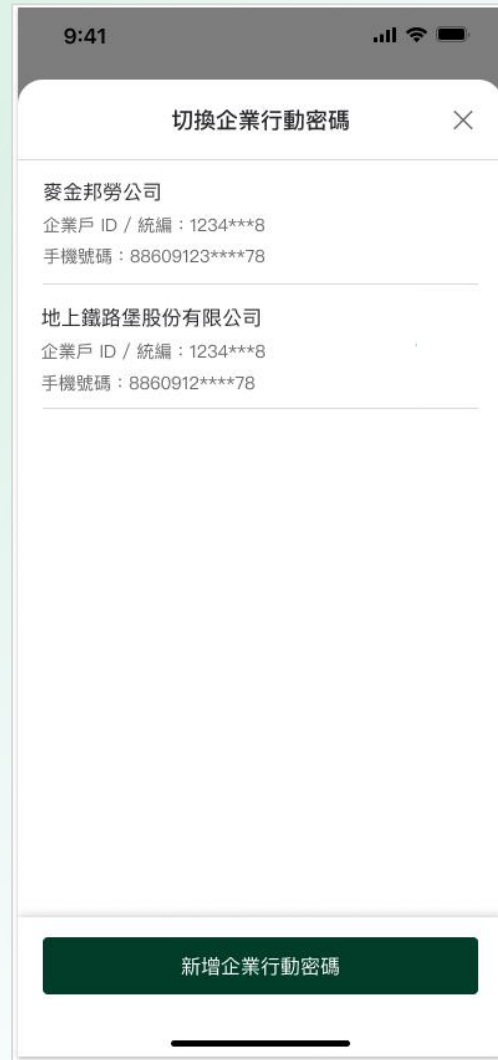 9:41
切換企業行動密碼
麥金邦勞公司
企業戶 ID / 統編：1234***8
手機號碼：88609123****78
地上鐵路堡股份有限公司
企業戶 ID / 統編：1234***8
手機號碼：8860912****78
新增企業行動密碼